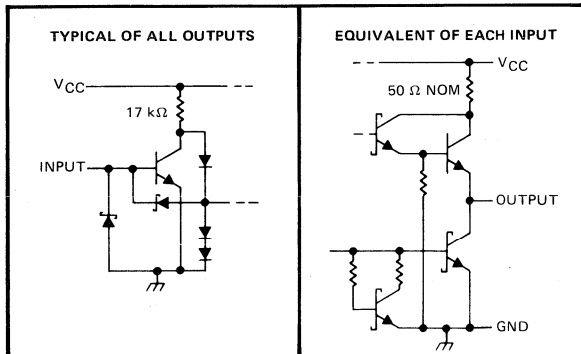 TYPICAL OF ALL OUTPUTS
VCC
17 kΩ
INPUT
EQUIVALENT OF EACH INPUT
VCC
50 Ω NOM
OUTPUT
GND